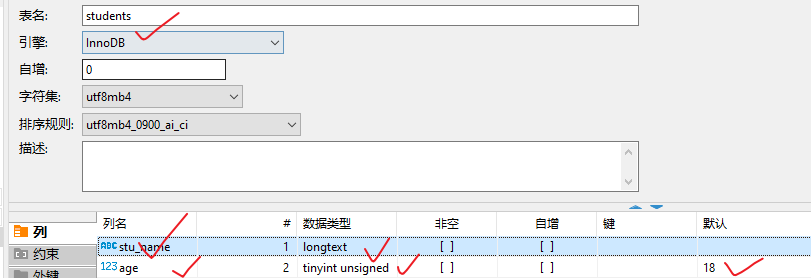 表名: students
引擎: InnoDB
自增: 0
字符集: utf8mb4
排序规则: utf8mb4_0900_ai_ci
描述:
列 约束 外键
列名 # 数据类型 非空 自增 键 默认
ABC stu_name 1 longtext [ ] [ ]
123 age 2 tinyint unsigned [ ] [ ] 18